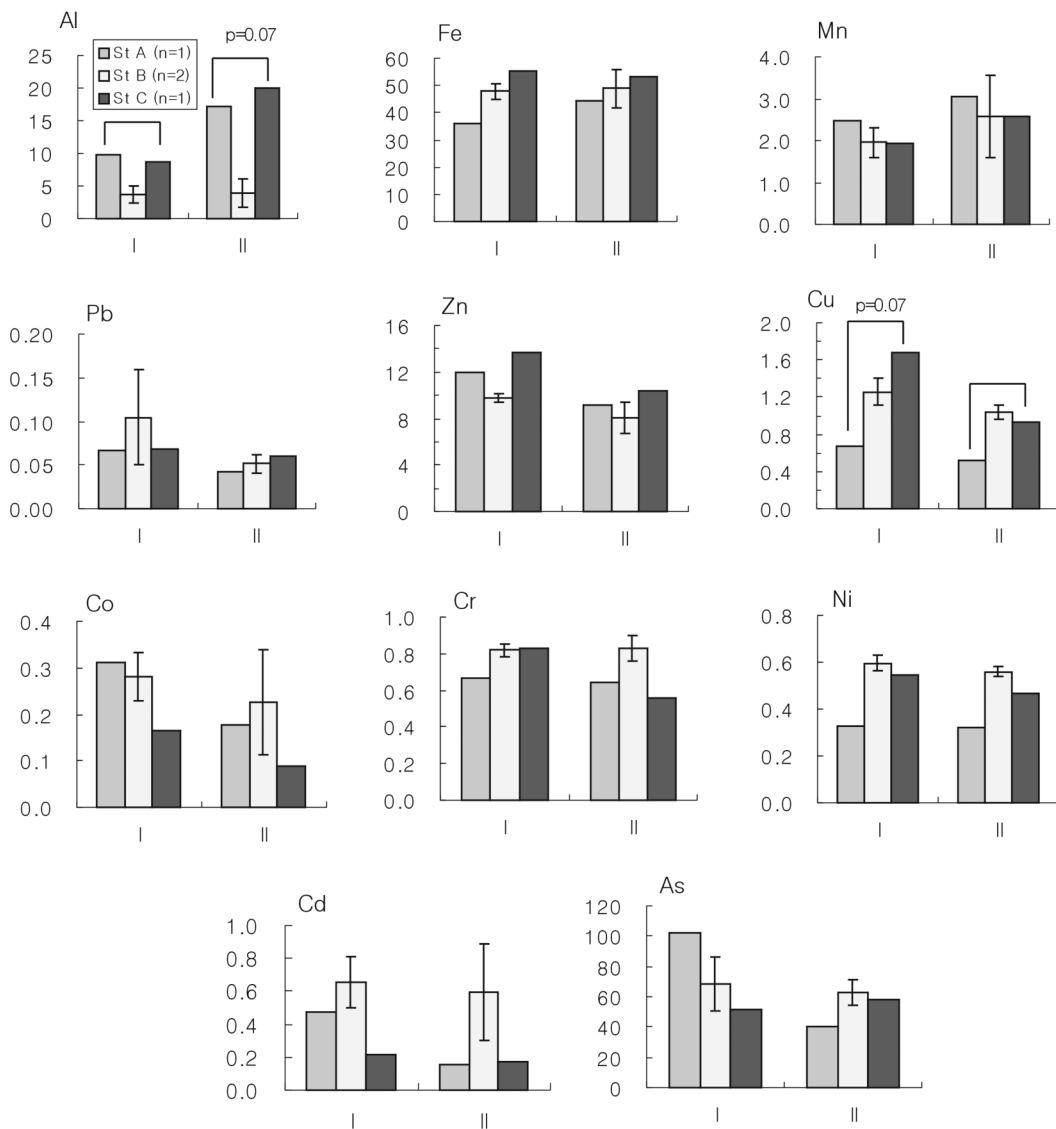 Al
25
20
15
10
5
0
St A (n=1)
St B (n=2)
St C (n=1)
p=0.07
I II
Fe
60
50
40
30
20
10
0
I II
Mn
4.0
3.0
2.0
1.0
0.0
I II
Pb
0.20
0.15
0.10
0.05
0.00
I II
Zn
16
12
8
4
0
I II
Cu
p=0.07
2.0
1.6
1.2
0.8
0.4
0.0
I II
Co
0.4
0.3
0.2
0.1
0.0
I II
Cr
1.0
0.8
0.6
0.4
0.2
0.0
I II
Ni
0.8
0.6
0.4
0.2
0.0
I II
Cd
1.0
0.8
0.6
0.4
0.2
0.0
I II
As
120
100
80
60
40
20
0
I II